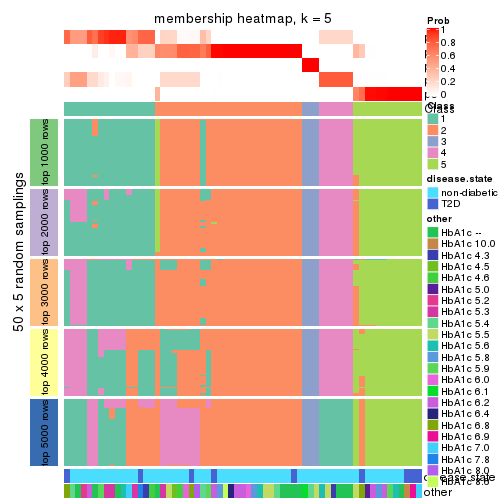 membership heatmap, k = 5
Prob
1
0.8
0.6
0.4
0.2
0
Class
Class
1
2
3
4
5
disease.state
non-diabetic
T2D
other
HbA1c --
HbA1c 10.0
HbA1c 4.3
HbA1c 4.5
HbA1c 4.6
HbA1c 5.0
HbA1c 5.2
HbA1c 5.3
HbA1c 5.4
HbA1c 5.5
HbA1c 5.6
HbA1c 5.8
HbA1c 5.9
HbA1c 6.0
HbA1c 6.1
HbA1c 6.2
HbA1c 6.4
HbA1c 6.8
HbA1c 6.9
HbA1c 7.0
HbA1c 7.8
HbA1c 8.0
HbA1c 8.6
50 x 5 random samplings
top 1000 rows
top 2000 rows
top 3000 rows
top 4000 rows
top 5000 rows
other